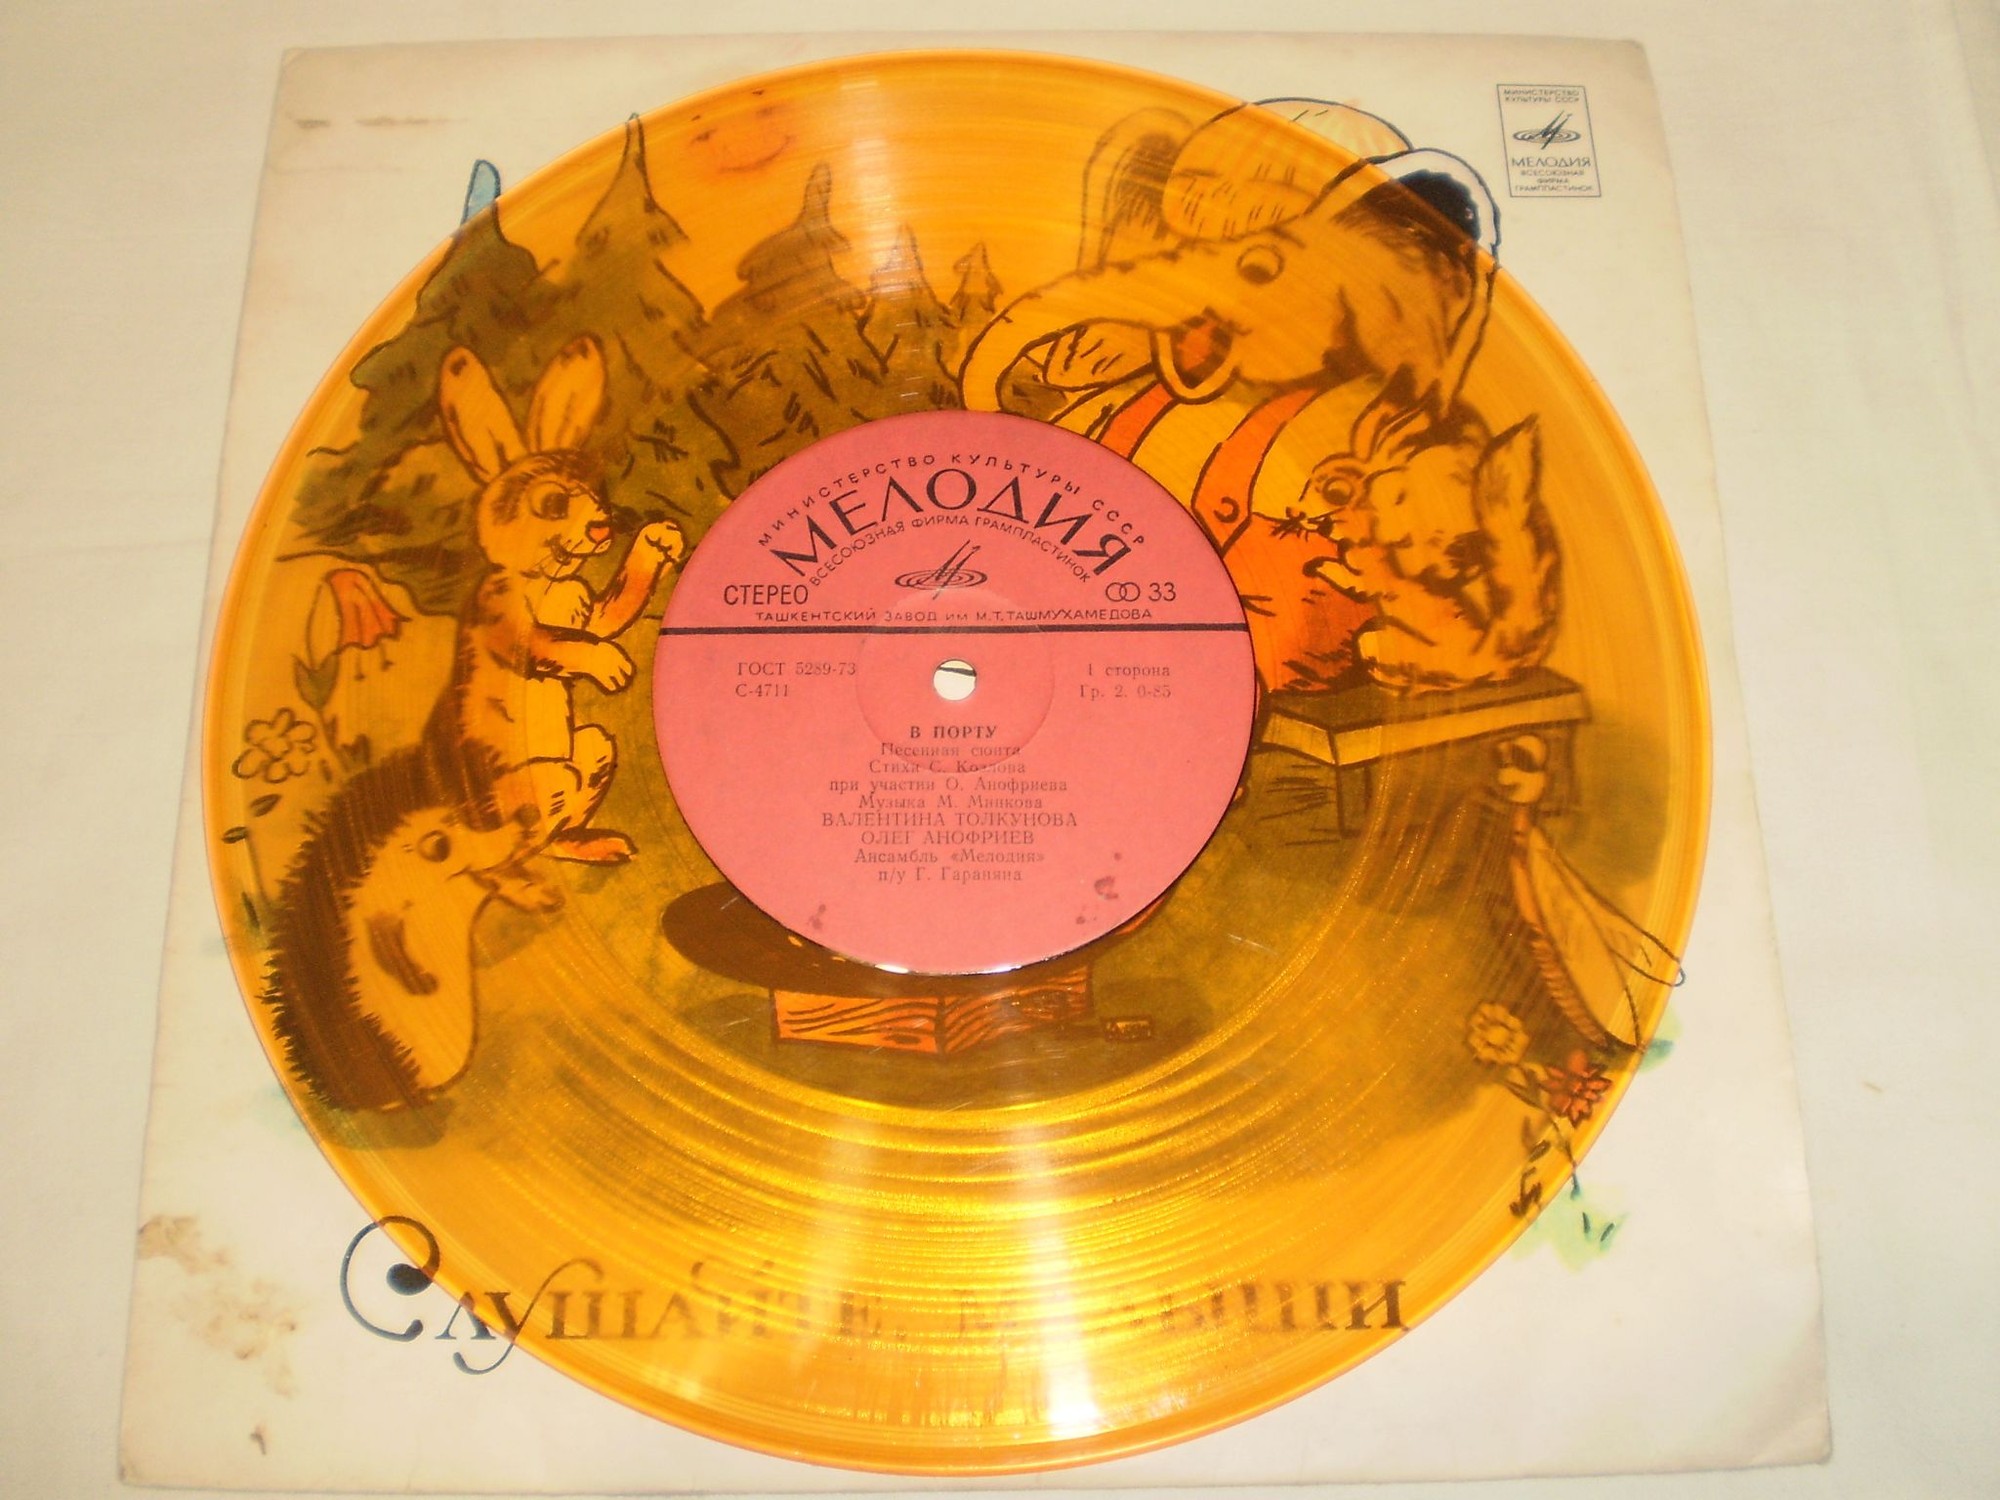 МИНИСТЕРСТВО
КУЛЬТУРЫ СССР
МЕЛОДИЯ
ВСЕСОЮЗНАЯ
ФИРМА
ГРАМПЛАСТИНОК
МИНИСТЕРСТВО КУЛЬТУРЫ СССР
МЕЛОДИЯ
ВСЕСОЮЗНАЯ ФИРМА ГРАМПЛАСТИНОК
СТЕРЕО 33
ТАШКЕНТСКИЙ ЗАВОД ИМ М.Т.ТАШМУХАМЕДОВА
ГОСТ 5289-73 1 сторона
С-4711 Гр. 2. 0-85
В ПОРТУ
Песенная сюита
Стихи С. Козлова
при участии О. Анофриева
Музыка М. Минкова
ВАЛЕНТИНА ТОЛКУНОВА
ОЛЕГ АНОФРИЕВ
Ансамбль «Мелодия»
п/у Г. Гараняна
СЛУШАЙТЕ, МАЛЫШИ